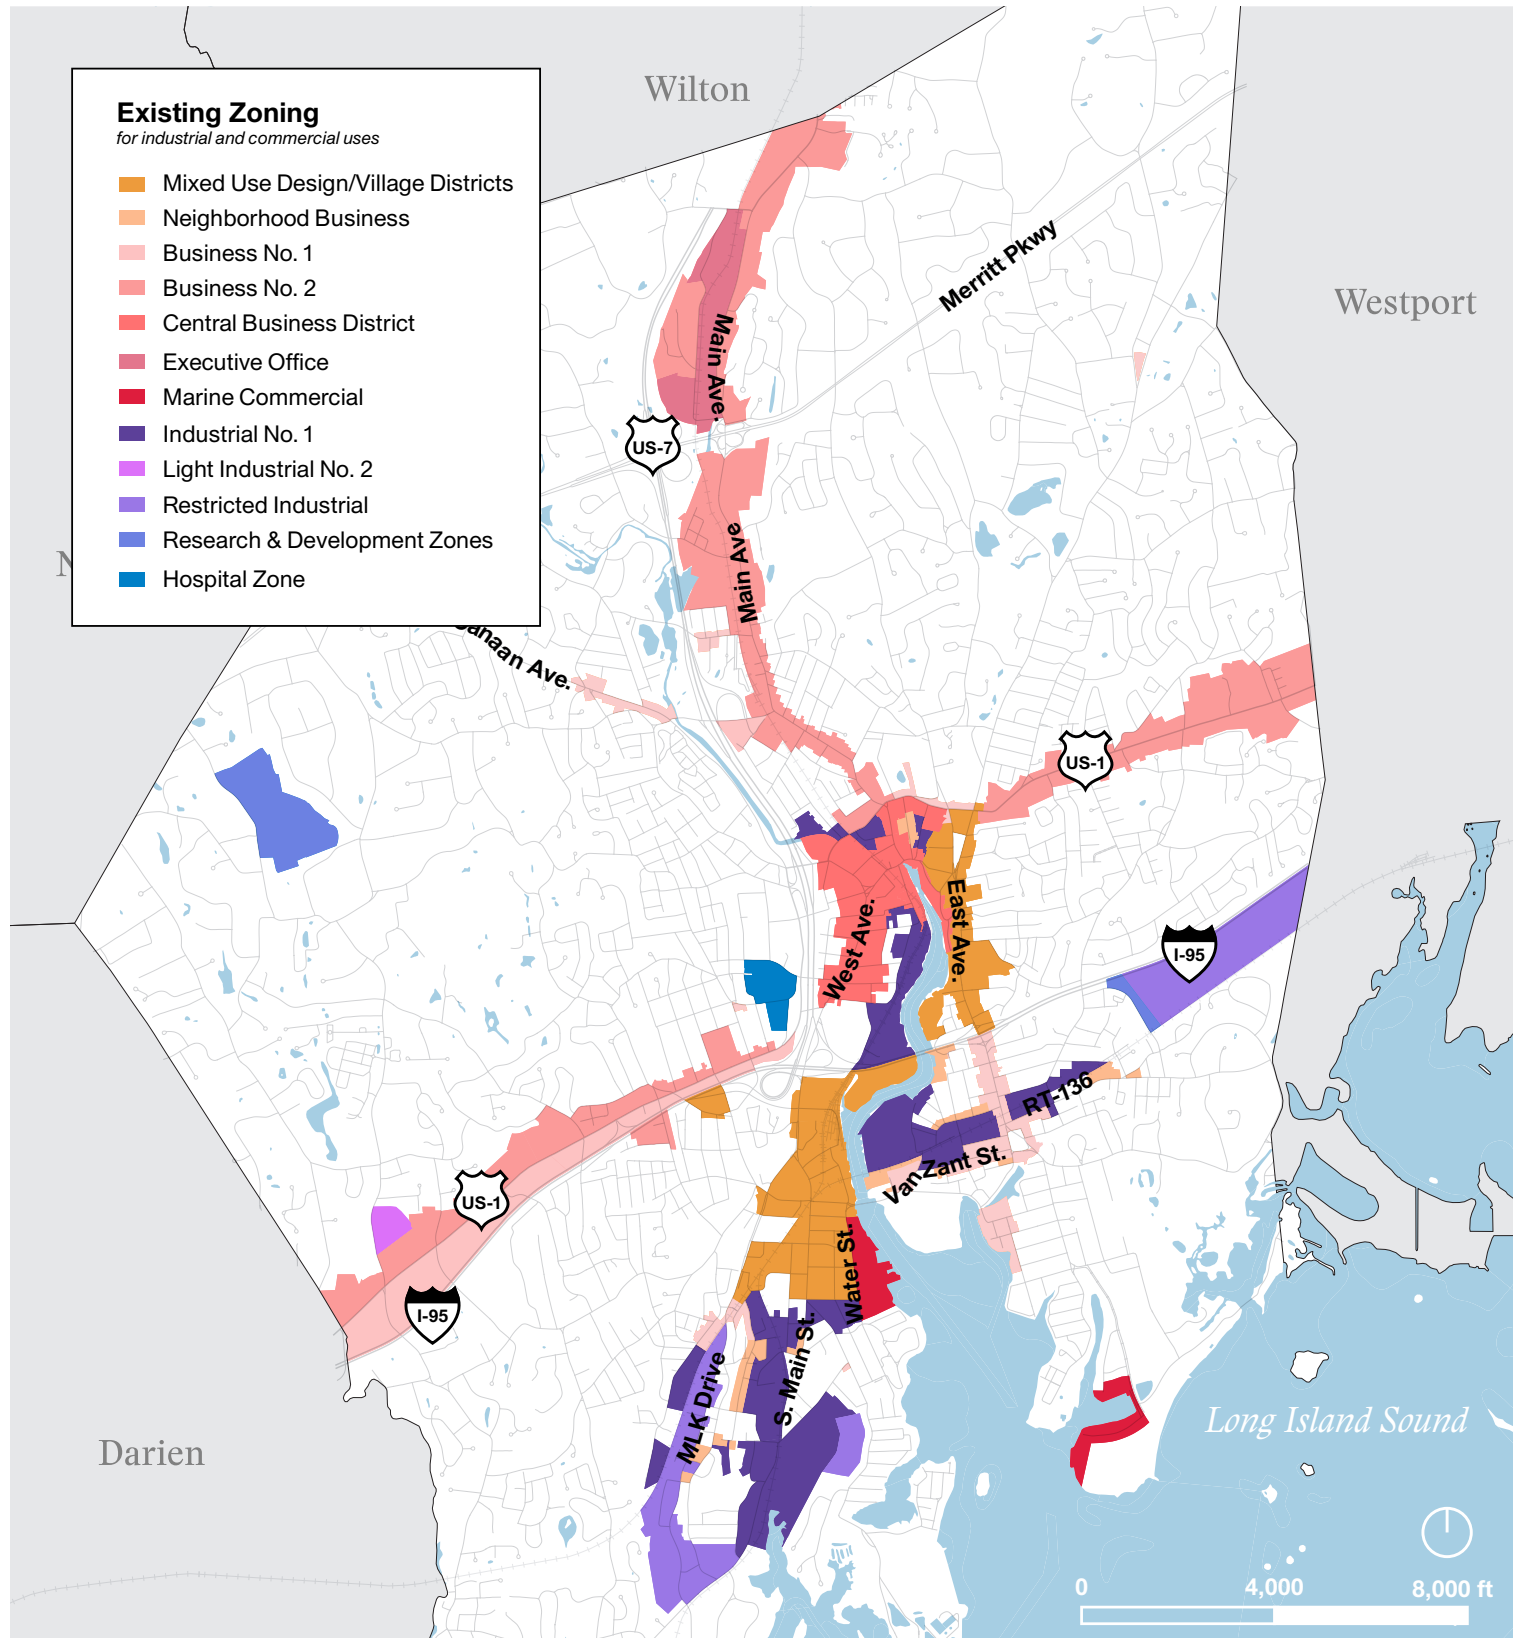 Wilton
Existing Zoning
for industrial and commercial uses
Mixed Use Design/Village Districts
Neighborhood Business
Business No. 1
Business No. 2
Central Business District
Executive Office
Marine Commercial
Industrial No. 1
Light Industrial No. 2
Restricted Industrial
Research & Development Zones
Hospital Zone
Merritt Pkwy
Westport
Main Ave.
US-7
Main Ave
N
Canaan Ave.
US-1
East Ave.
West Ave.
I-95
RT-136
Van Zant St.
US-1
Water St.
I-95
S. Main St.
MLK Drive
Darien
Long Island Sound
0 4,000 8,000 ft